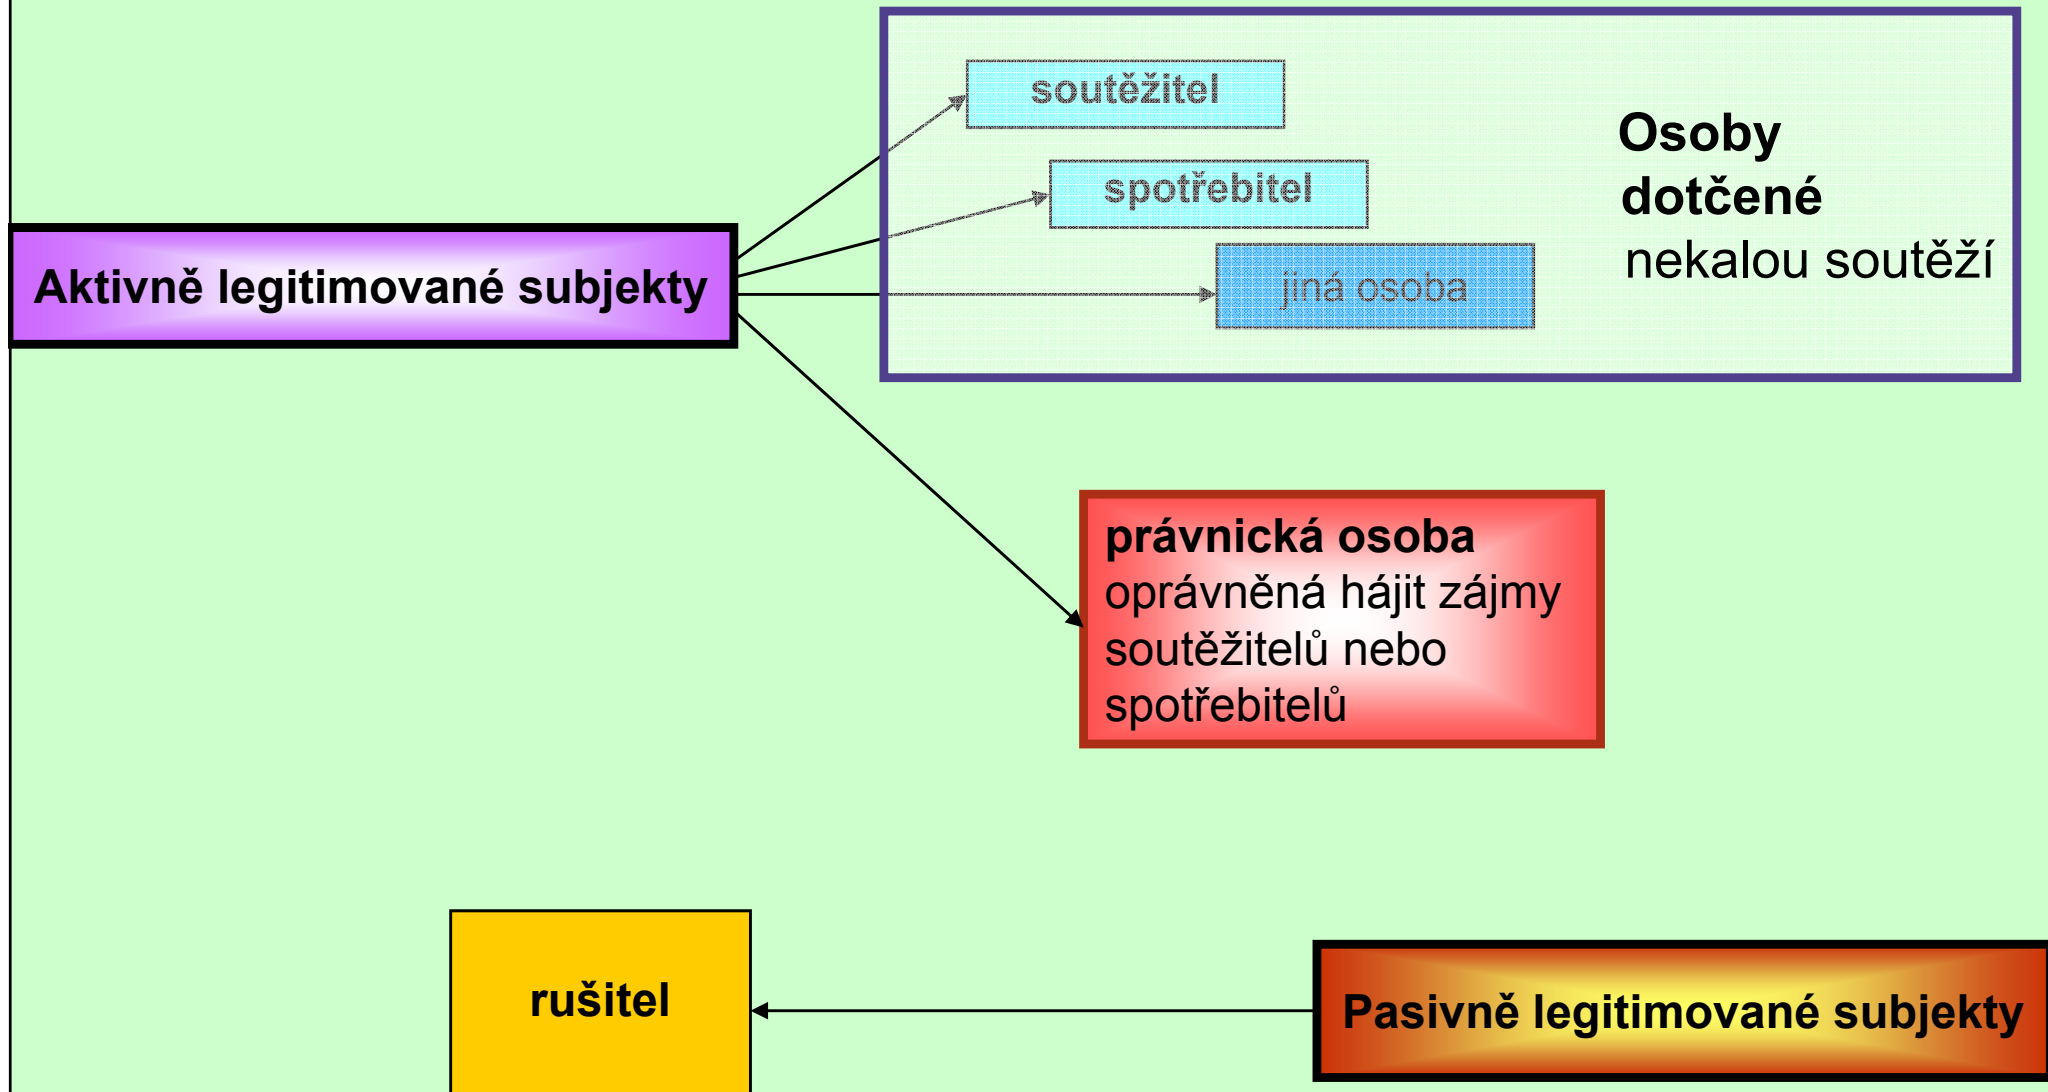 soutěžitel
spotřebitel
jiná osoba
Osoby
dotčené
nekalou soutěží
Aktivně legitimované subjekty
právnická osoba
oprávněná hájit zájmy
soutěžitelů nebo
spotřebitelů
rušitel
Pasivně legitimované subjekty